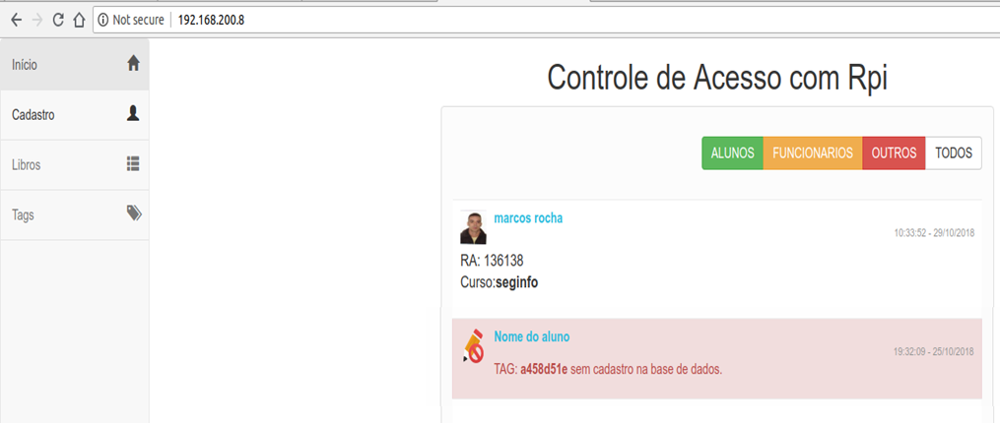 Not secure
192.168.200.8
Início
Cadastro
Libros
Tags
Controle de Acesso com Rpi
ALUNOS FUNCIONARIOS OUTROS TODOS
marcos rocha
10:33:52 - 29/10/2018
RA: 136138
Curso:seginfo
Nome do aluno
19:32:09 - 25/10/2018
TAG: a458d51e sem cadastro na base de dados.